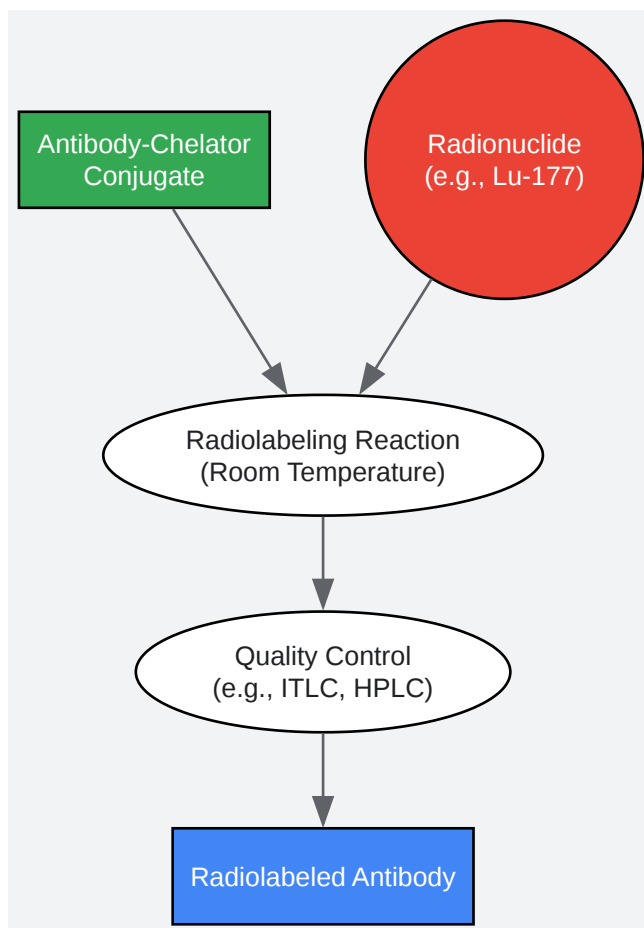 Antibody-Chelator
Conjugate
Radionuclide
(e.g., Lu-177)
Radiolabeling Reaction
(Room Temperature)
Quality Control
(e.g., ITLC, HPLC)
Radiolabeled Antibody